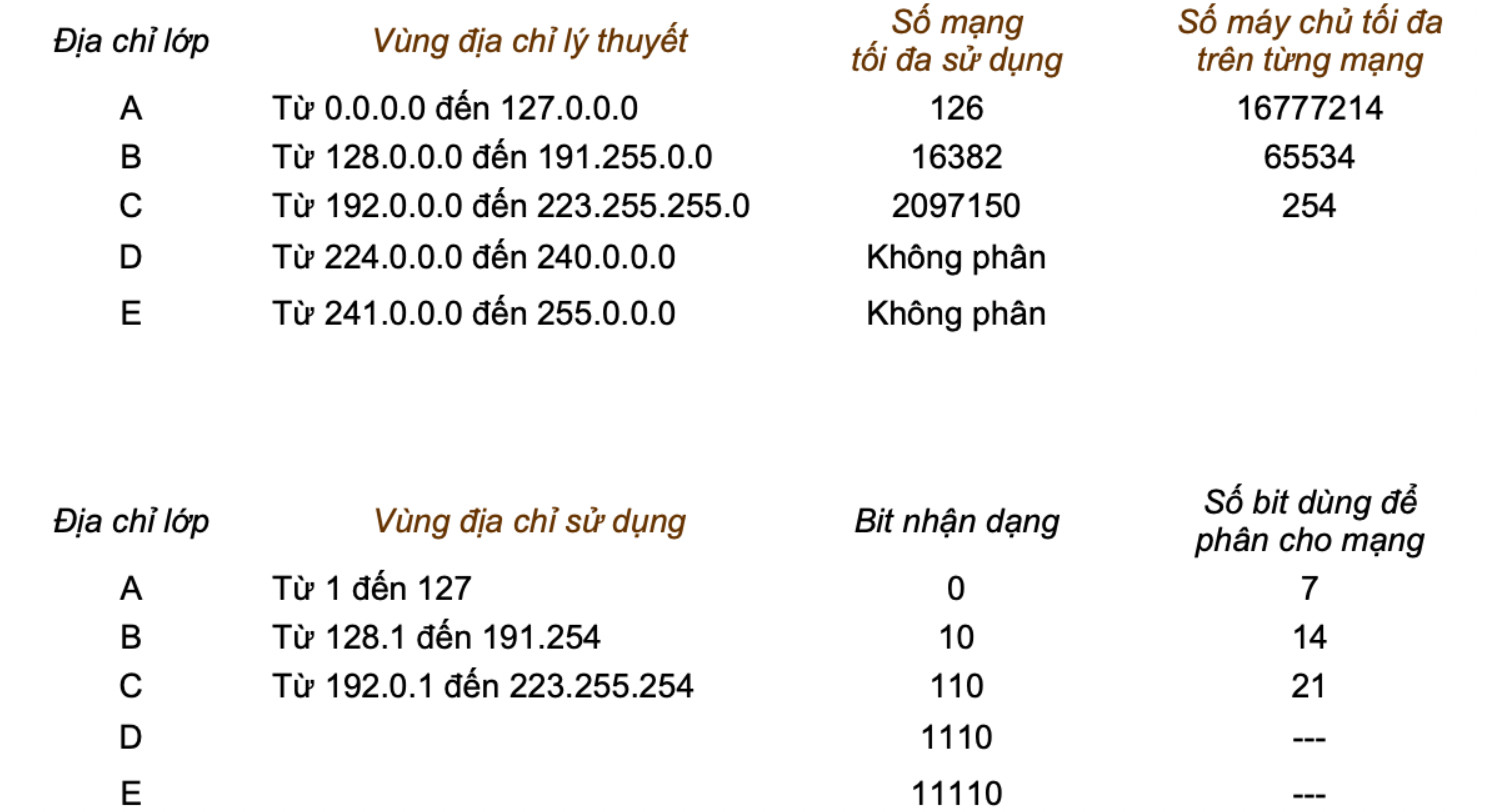 Địa chỉ lớp Vùng địa chỉ lý thuyết Số mạng tối đa sử dụng Số máy chủ tối đa trên từng mạng
A Từ 0.0.0.0 đến 127.0.0.0 126 16777214
B Từ 128.0.0.0 đến 191.255.0.0 16382 65534
C Từ 192.0.0.0 đến 223.255.255.0 2097150 254
D Từ 224.0.0.0 đến 240.0.0.0 Không phân
E Từ 241.0.0.0 đến 255.0.0.0 Không phân
Địa chỉ lớp Vùng địa chỉ sử dụng Bit nhận dạng Số bit dùng để phân cho mạng
A Từ 1 đến 127 0 7
B Từ 128.1 đến 191.254 10 14
C Từ 192.0.1 đến 223.255.254 110 21
D 1110 ---
E 11110 ---